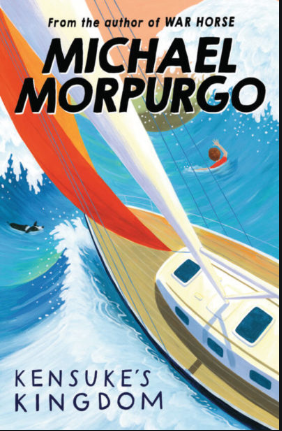 From the author of WAR HORSE
MICHAEL
MORPURGO
KENSUKE'S
KINGDOM